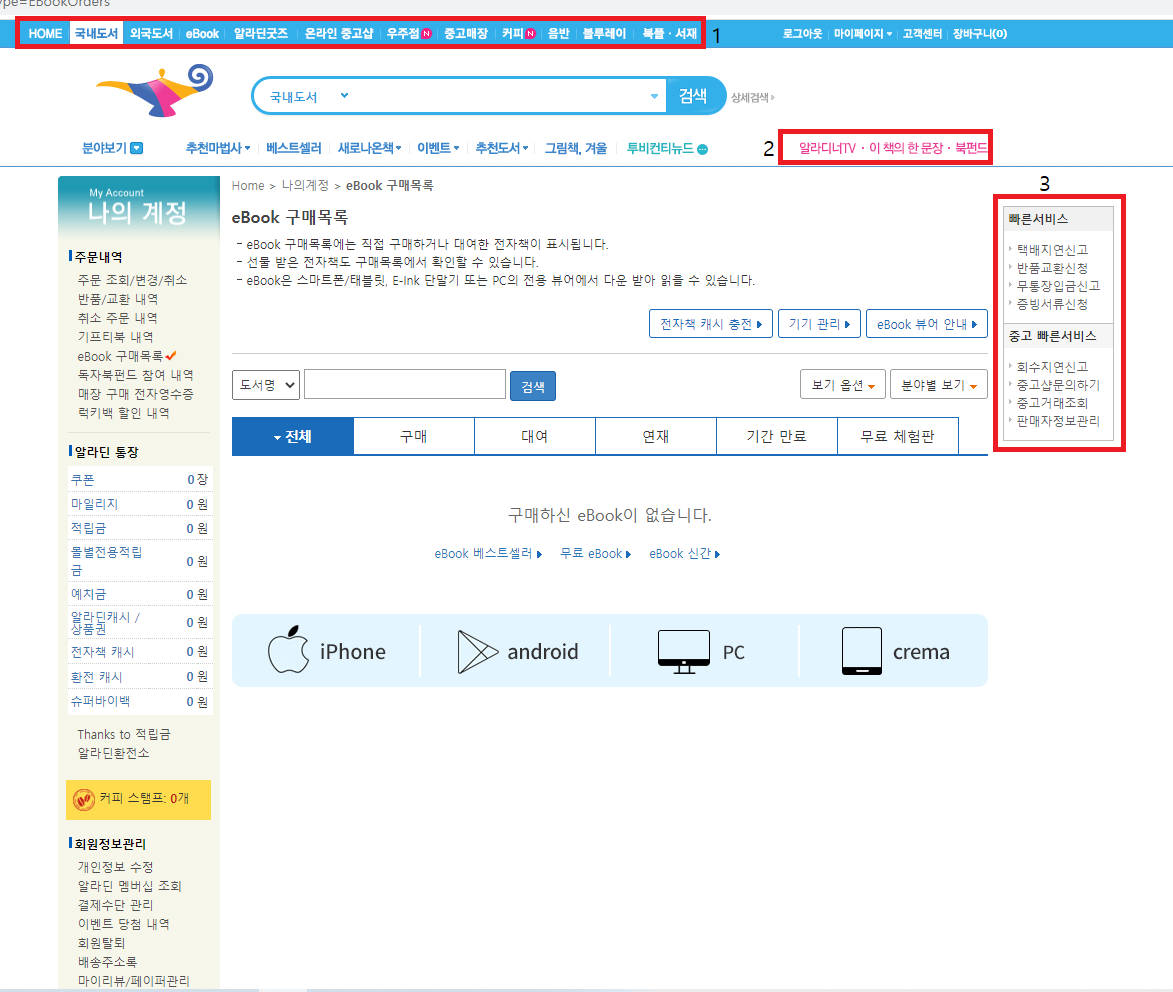 ype=EBookOrders
HOME 국내도서 외국도서 eBook 알라딘굿즈 온라인 중고샵 우주점 N 중고매장 커피 N 음반 블루레이 북플 · 서재 1 로그아웃 마이페이지 고객센터 장바구니(0)
국내도서 검색 상세검색
분야보기 추천마법사 베스트셀러 새로나온책 이벤트 추천도서 그림책, 겨울 투비컨티뉴드 2 알라디너TV · 이 책의 한 문장 · 북펀드
My Account
나의 계정
주문내역
주문 조회/변경/취소
반품/교환 내역
취소 주문 내역
기프티북 내역
eBook 구매목록
독자북펀드 참여 내역
매장 구매 전자영수증
럭키백 할인 내역
알라딘 통장
쿠폰 0 장
마일리지 0 원
적립금 0 원
몰별전용적립
금 0 원
예치금 0 원
알라딘캐시 /
상품권 0 원
전자책 캐시 0 원
환전 캐시 0 원
슈퍼바이백 0 원
Thanks to 적립금
알라딘환전소
커피 스탬프: 0개
회원정보관리
개인정보 수정
알라딘 멤버십 조회
결제수단 관리
이벤트 당첨 내역
회원탈퇴
배송주소록
마이리뷰/페이퍼관리
Home > 나의계정 > eBook 구매목록
eBook 구매목록
- eBook 구매목록에는 직접 구매하거나 대여한 전자책이 표시됩니다.
- 선물 받은 전자책도 구매목록에서 확인할 수 있습니다.
- eBook은 스마트폰/태블릿, E-Ink 단말기 또는 PC의 전용 뷰어에서 다운 받아 읽을 수 있습니다.
전자책 캐시 충전 기기 관리 eBook 뷰어 안내
도서명 검색 보기 옵션 분야별 보기
전체 구매 대여 연재 기간 만료 무료 체험판
구매하신 eBook이 없습니다.
eBook 베스트셀러 무료 eBook eBook 신간
iPhone android PC crema
3
빠른서비스
택배지연신고
반품교환신청
무통장입금신고
증빙서류신청
중고 빠른서비스
회수지연신고
중고샵문의하기
중고거래조회
판매자정보관리